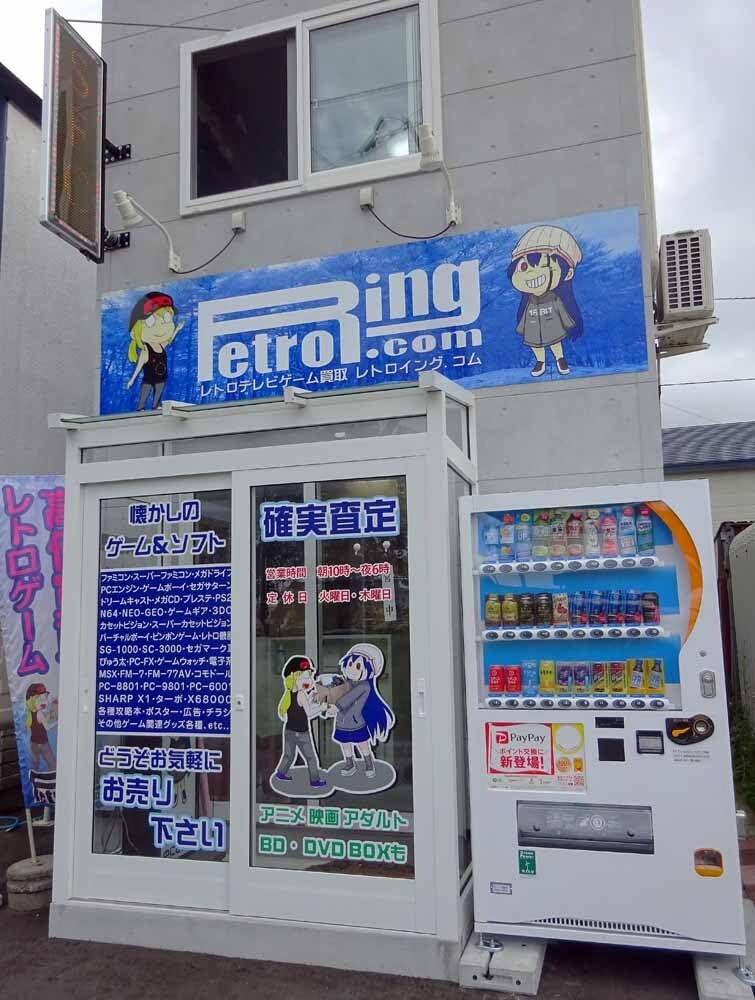 RetroRing
.com
レトロテレビゲーム買取 レトロイング.コム
16BIT
レトロゲーム
懐かしの
ゲーム&ソフト
ファミコン・スーパーファミコン・メガドライブ
PCエンジン・ゲームボーイ・セガサターン
ドリームキャスト・メガCD・プレステ・PS2
N64・NEO・GEO・ゲームギア・3DO
カセットビジョン・スーパーカセットビジョン
バーチャルボーイ・ピンポンゲーム・レトロ機器
SG-1000・SC-3000・セガマーク
ぴゅう太・PC-FX・ゲームウォッチ・電子系
MSX・FM-7・FM-77AV・コモドール
PC-8801・PC-9801・PC-6001
SHARP X1・ターボ・X68000
各種攻略本・ポスター・広告・チラシ
その他ゲーム関連グッズ各種、etc..
どうぞお気軽に
お売り
下さい
確実査定
営業時間 朝10時〜夜6時
定休日 火曜日・木曜日
アニメ 映画 アダルト
BD・DVD BOXも
PayPay
ポイント交換に
新登場!